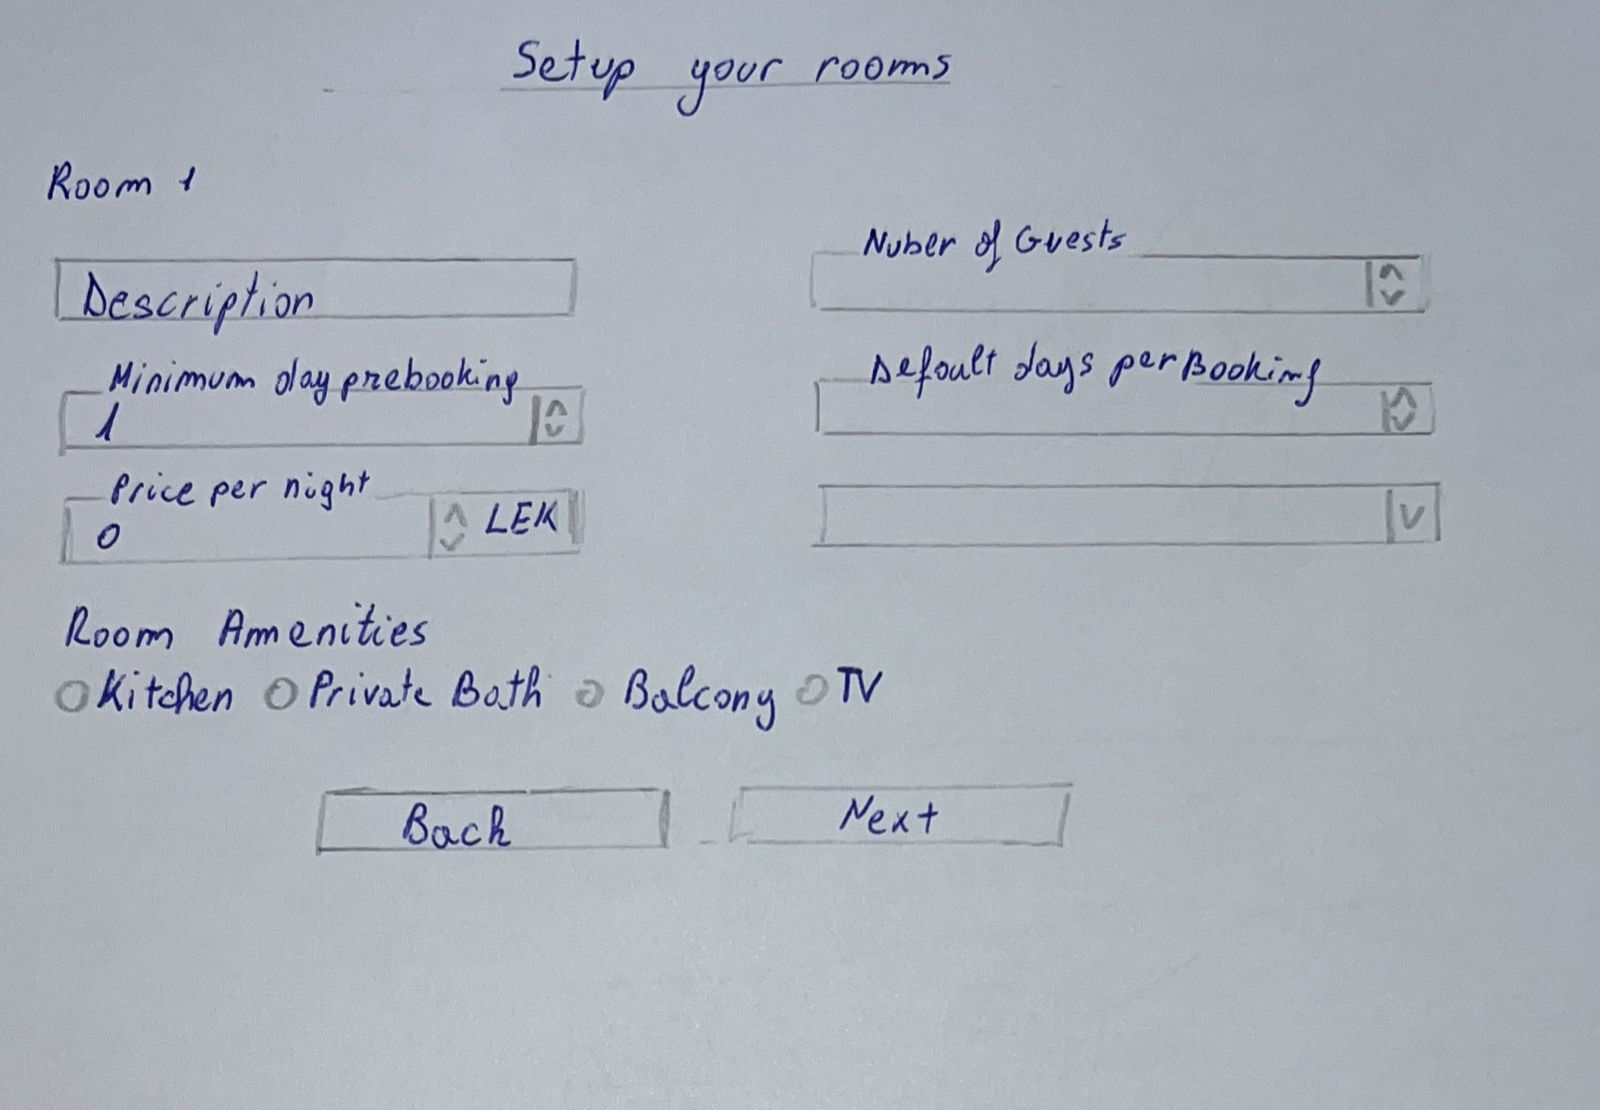 Setup your rooms
Room 1
Description
Nuber of Guests
Minimum day prebooking
1
Defoult days per Booking
Price per night
0 LEK
Room Amenities
Kitchen Private Bath Balcony TV
Back Next